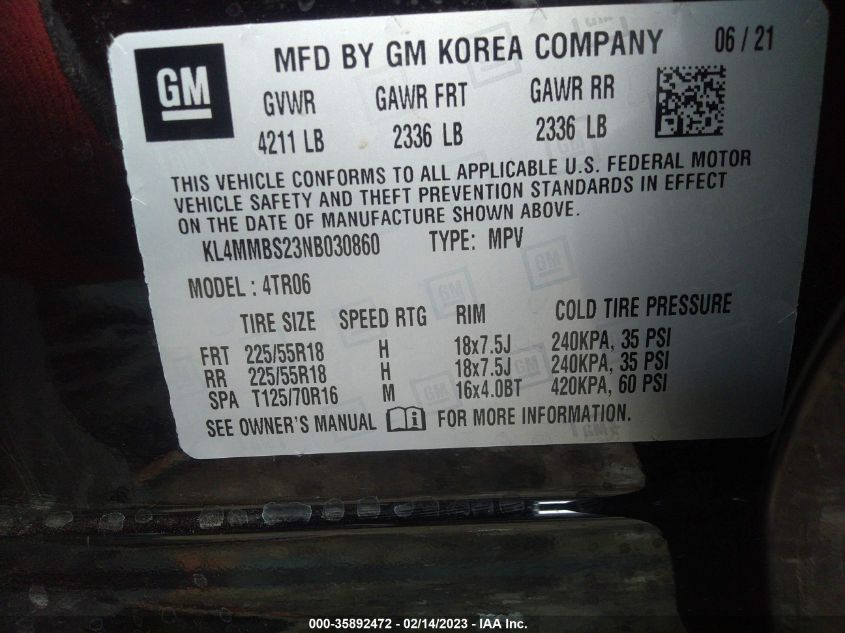 GM
MFD BY GM KOREA COMPANY 06 / 21
GVWR GAWR FRT GAWR RR
4211 LB 2336 LB 2336 LB
THIS VEHICLE CONFORMS TO ALL APPLICABLE U.S. FEDERAL MOTOR
VEHICLE SAFETY AND THEFT PREVENTION STANDARDS IN EFFECT
ON THE DATE OF MANUFACTURE SHOWN ABOVE.
KL4MMBS23NB030860 TYPE: MPV
MODEL : 4TR06
TIRE SIZE SPEED RTG RIM COLD TIRE PRESSURE
FRT 225/55R18 H 18x7.5J 240KPA, 35 PSI
RR 225/55R18 H 18x7.5J 240KPA, 35 PSI
SPA T125/70R16 M 16x4.0BT 420KPA, 60 PSI
SEE OWNER'S MANUAL i FOR MORE INFORMATION.
000-35892472 - 02/14/2023 - IAA Inc.